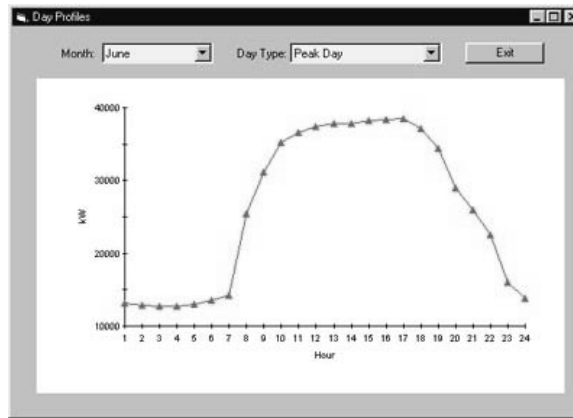 Day Profiles
Month: June Day Type: Peak Day Exit
40000
30000
kW
20000
10000
1 2 3 4 5 6 7 8 9 10 11 12 13 14 15 16 17 18 19 20 21 22 23 24
Hour